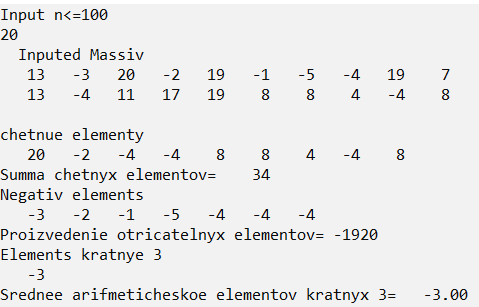 Input n<=100
20
Inputed Massiv
13 -3 20 -2 19 -1 -5 -4 19 7
13 -4 11 17 19 8 8 4 -4 8
chetnue elementy
20 -2 -4 -4 8 8 4 -4 8
Summa chetnyx elementov= 34
Negativ elements
-3 -2 -1 -5 -4 -4 -4
Proizvedenie otricatelnyx elementov= -1920
Elements kratnye 3
-3
Srednee arifmeticheskoe elementov kratnyx 3= -3.00